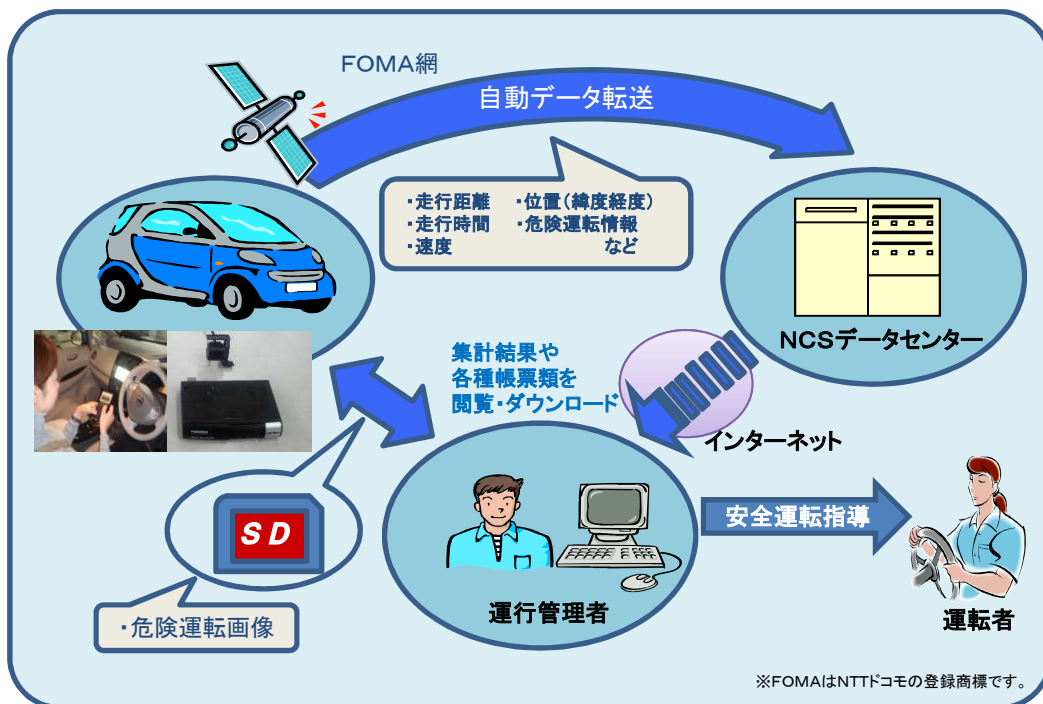 FOMA網
自動データ転送
・走行距離 ・位置(緯度経度)
・走行時間 ・危険運転情報
・速度 など
NCSデータセンター
集計結果や
各種帳票類を
閲覧・ダウンロード
インターネット
SD
安全運転指導
運行管理者
運転者
・危険運転画像
※FOMAはNTTドコモの登録商標です。